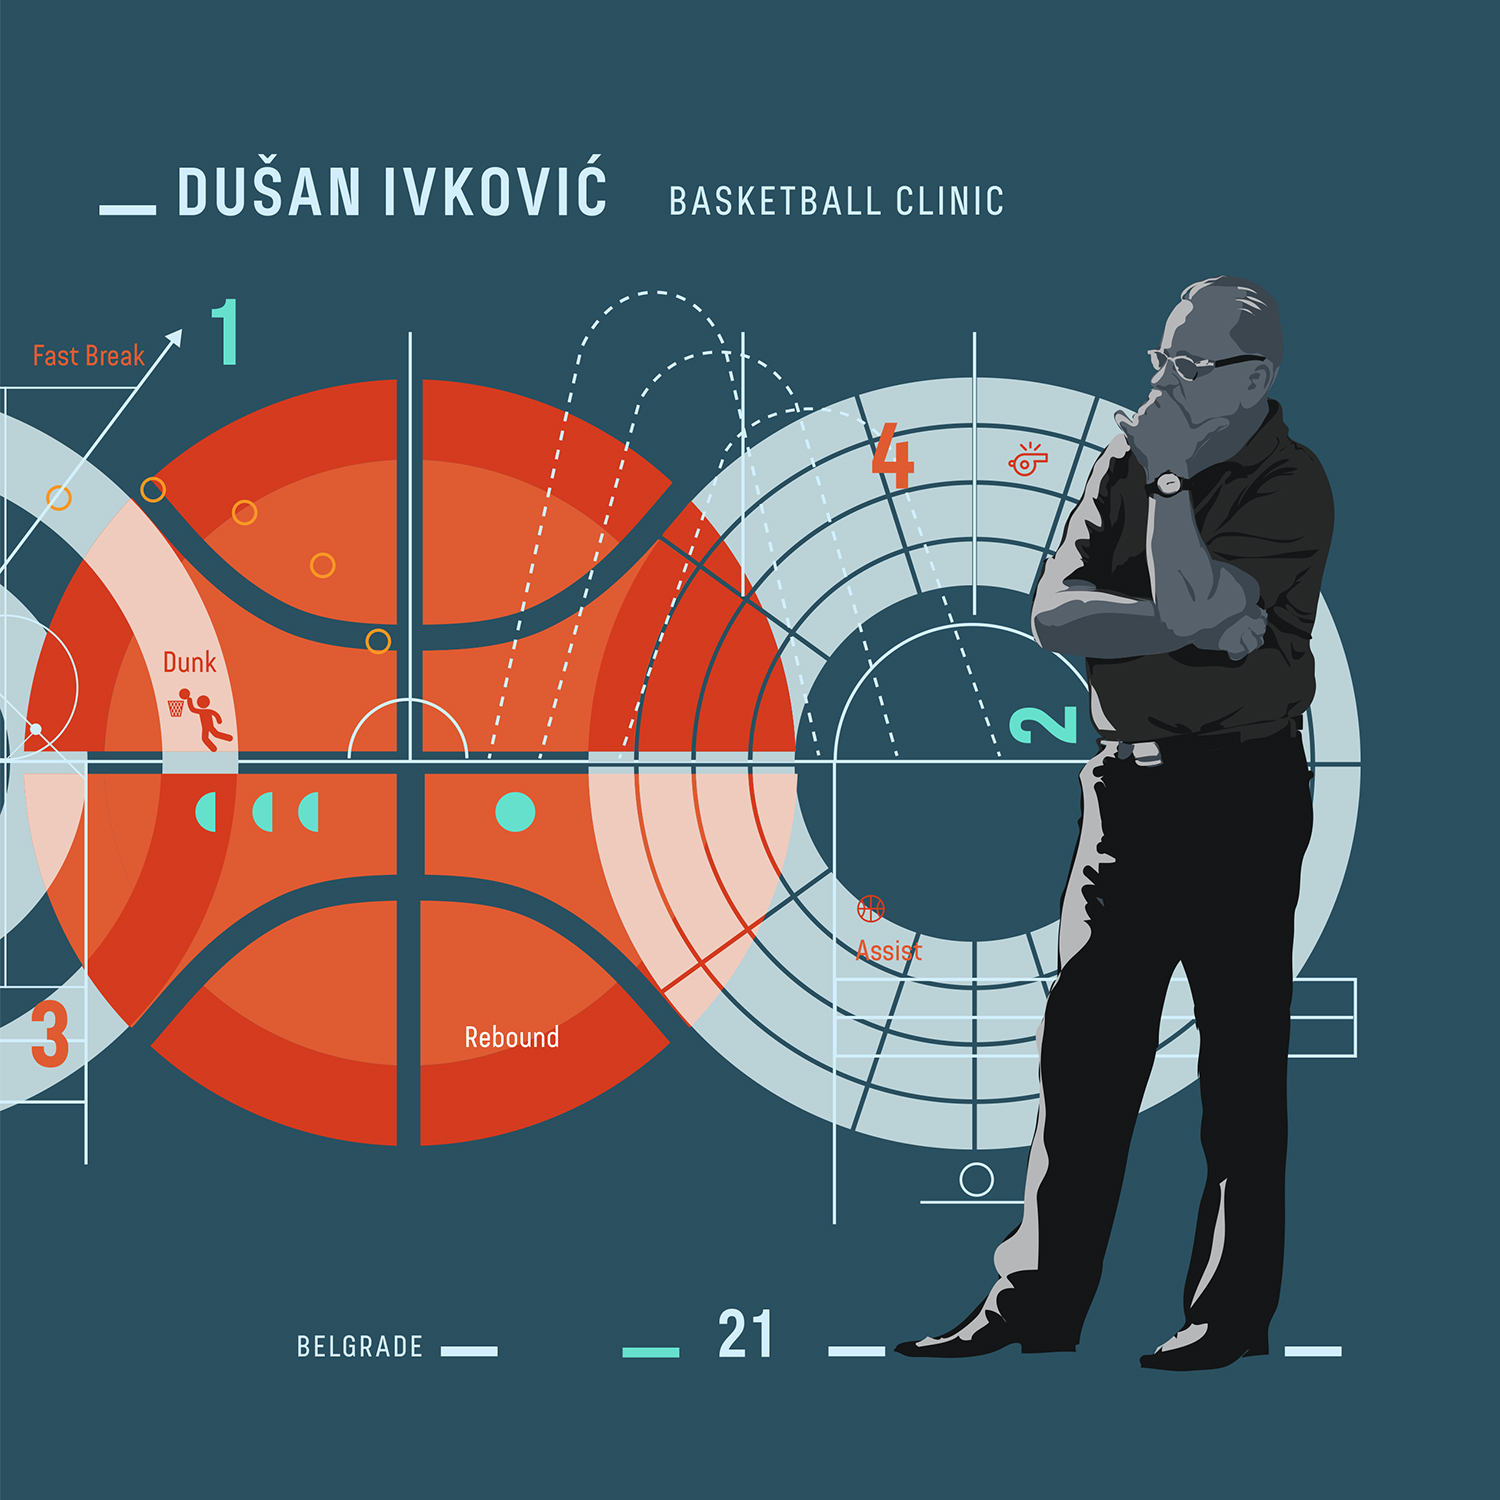 DUŠAN IVKOVIĆ BASKETBALL CLINIC
1
Fast Break
4
Dunk
2
Assist
3
Rebound
BELGRADE 21